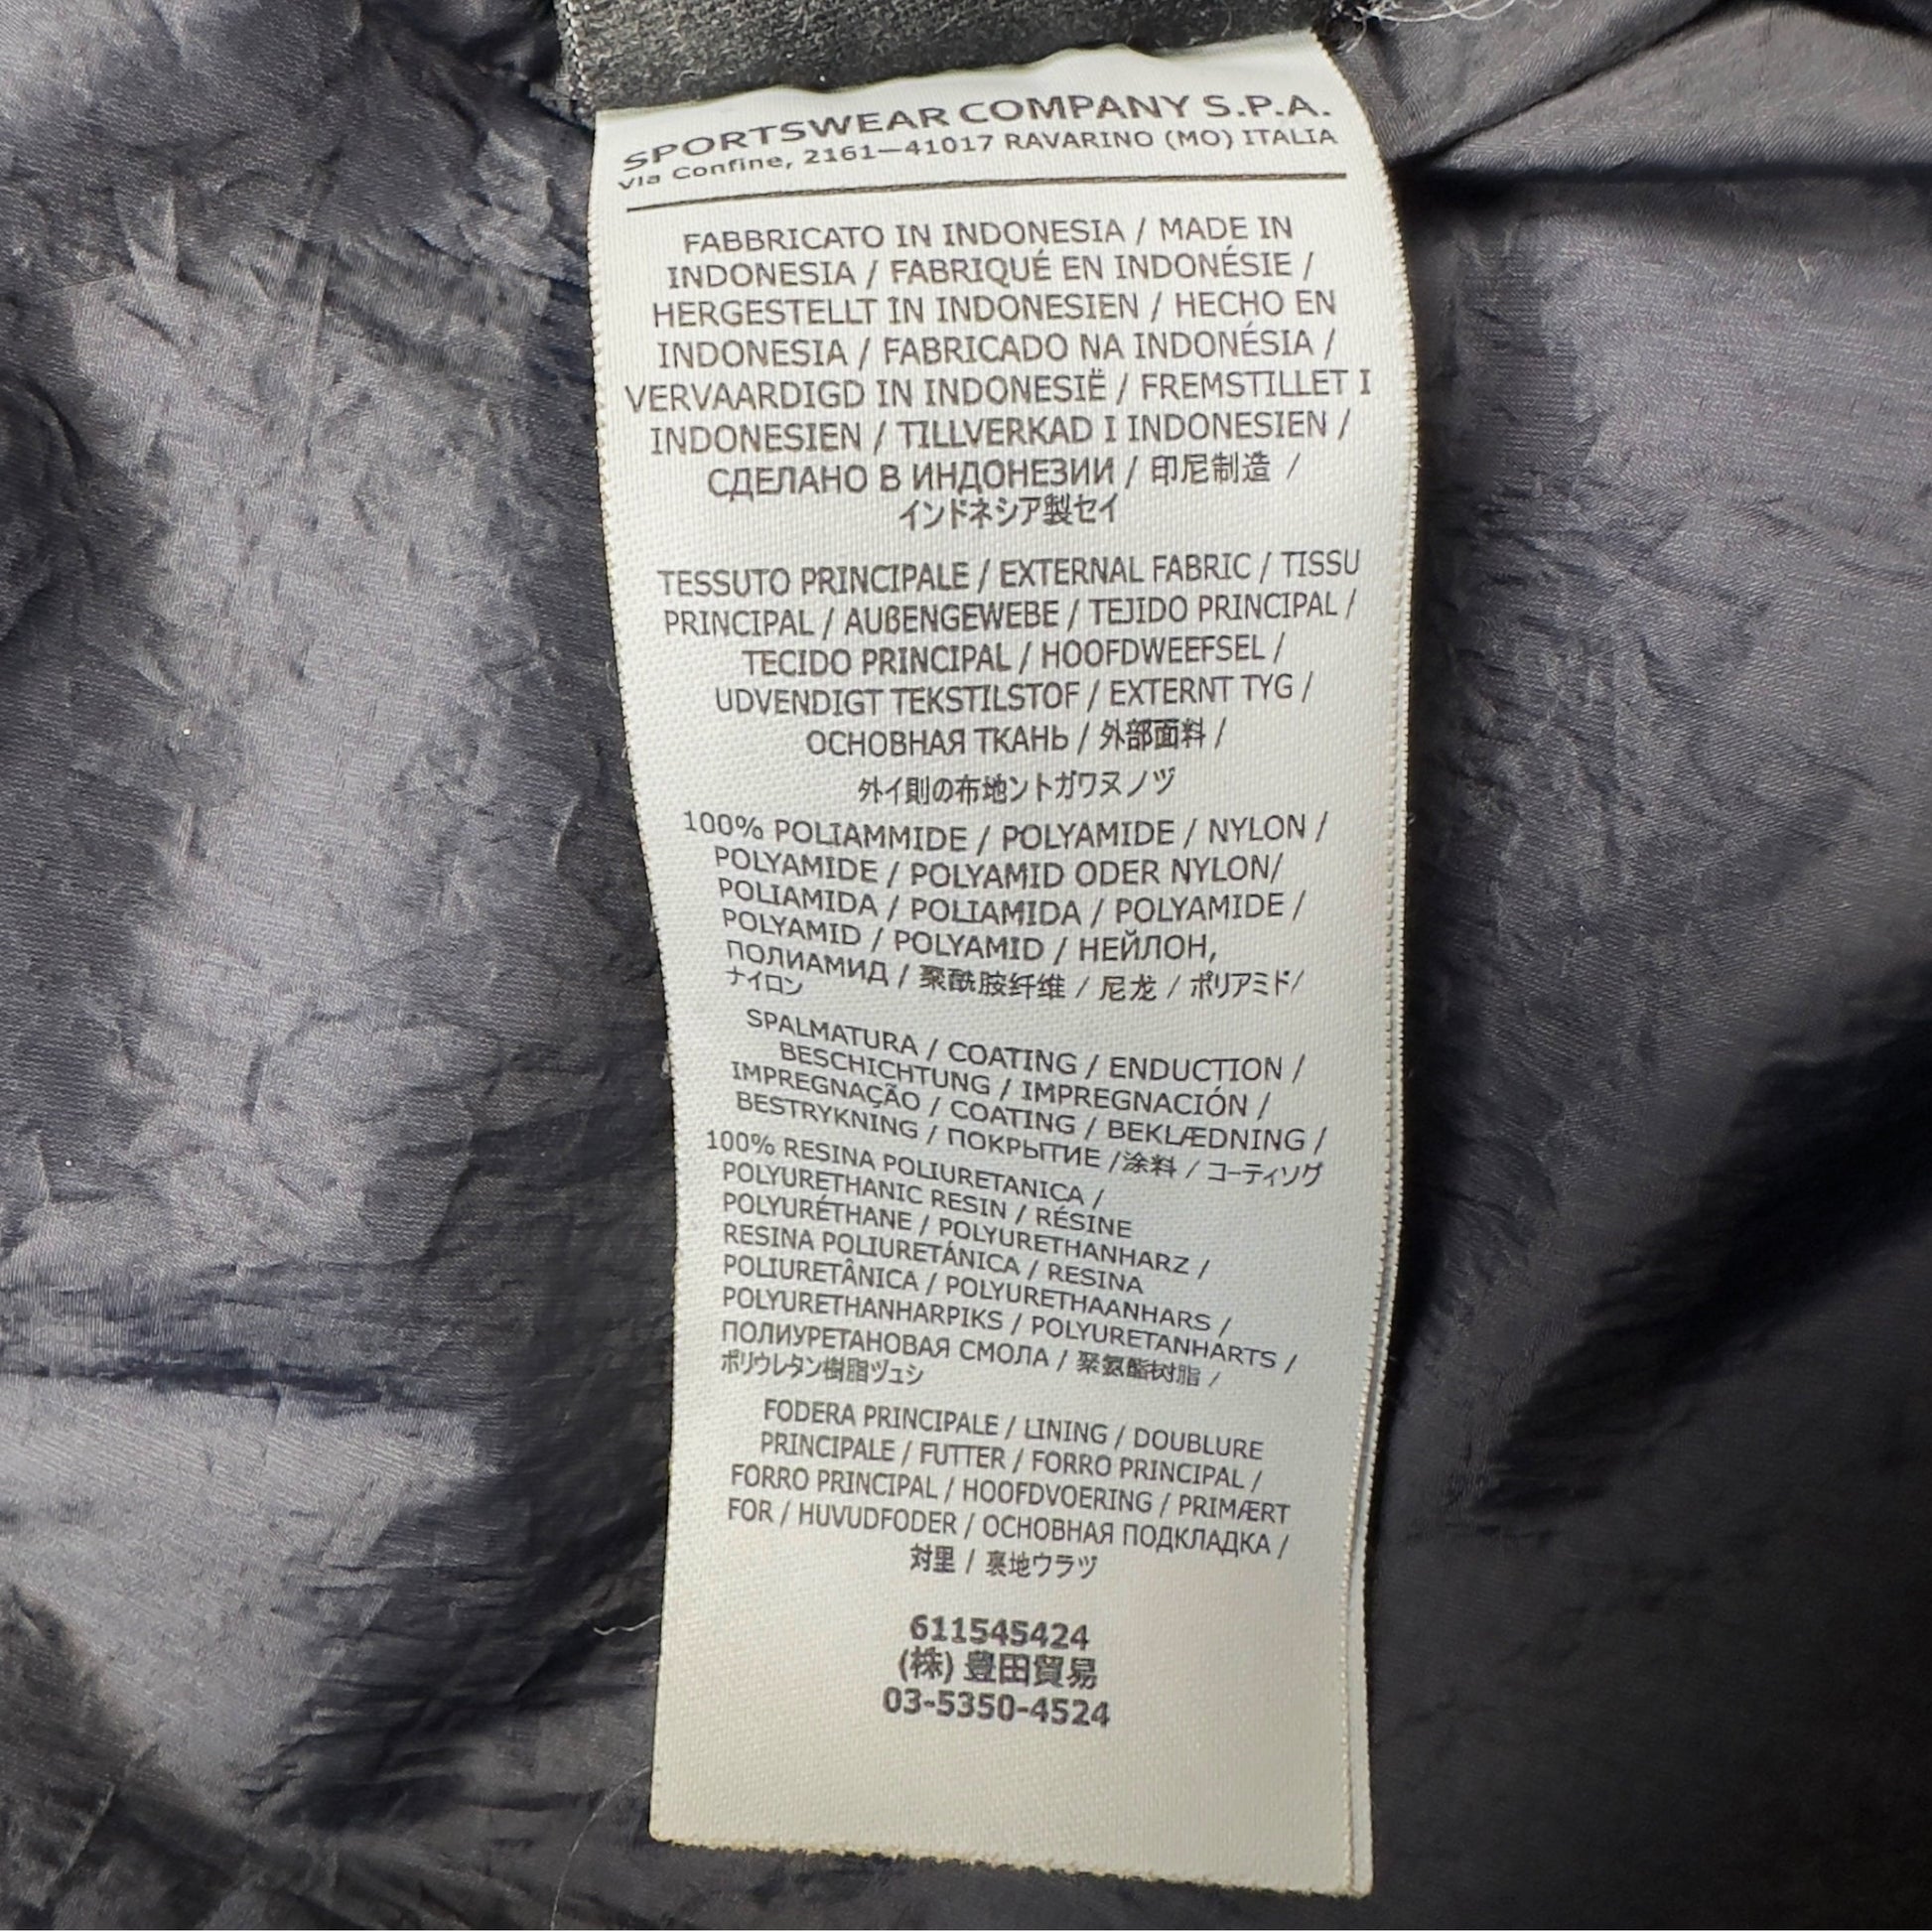 SPORTSWEAR COMPANY S.P.A.
Via Confine, 2161—41017 RAVARINO (MO) ITALIA
FABBRICATO IN INDONESIA / MADE IN
INDONESIA / FABRIQUÉ EN INDONÉSIE /
HERGESTELLT IN INDONESIEN / HECHO EN
INDONESIA / FABRICADO NA INDONÉSIA /
VERVAARDIGD IN INDONESIË / FREMSTILLET I
INDONESIEN / TILLVERKAD I INDONESIEN /
СДЕЛАНО В ИНДОНЕЗИИ / 印尼制造 /
インドネシア製セイ
TESSUTO PRINCIPALE / EXTERNAL FABRIC / TISSU
PRINCIPAL / AUßENGEWEBE / TEJIDO PRINCIPAL /
TECIDO PRINCIPAL / HOOFDWEEFSEL /
UDVENDIGT TEKSTILSTOF / EXTERNT TYG /
ОСНОВНАЯ ТКАНЬ / 外部面料 /
外イ則の布地ントガワヌノヅ
100% POLIAMMIDE / POLYAMIDE / NYLON /
POLYAMIDE / POLYAMID ODER NYLON/
POLIAMIDA / POLIAMIDA / POLYAMIDE /
POLYAMID / POLYAMID / НЕЙЛОН,
ПОЛИАМИД / 聚酰胺纤维 / 尼龙 / ポリアミド/
ナイロン
SPALMATURA / COATING / ENDUCTION /
BESCHICHTUNG / IMPREGNACIÓN /
IMPREGNAÇÃO / COATING / BEKLÆDNING /
BESTRYKNING / ПОКРЫТИЕ /涂料 / コーティソグ
100% RESINA POLIURETANICA /
POLYURETHANIC RESIN / RÉSINE
POLYURÉTHANE / POLYURETHANHARZ /
RESINA POLIURETÁNICA / RESINA
POLIURETÂNICA / POLYURETHAANHARS /
POLYURETHANHARPIKS / POLYURETANHARTS /
ПОЛИУРЕТАНОВАЯ СМОЛА / 聚氨酯树脂 /
ポリウレタン樹脂ヅュシ
FODERA PRINCIPALE / LINING / DOUBLURE
PRINCIPALE / FUTTER / FORRO PRINCIPAL /
FORRO PRINCIPAL / HOOFDVOERING / PRIMÆRT
FOR / HUVUDFODER / ОСНОВНАЯ ПОДКЛАДКА /
对里 / 裏地ウラヅ
611545424
(株) 豊田貿易
03-5350-4524